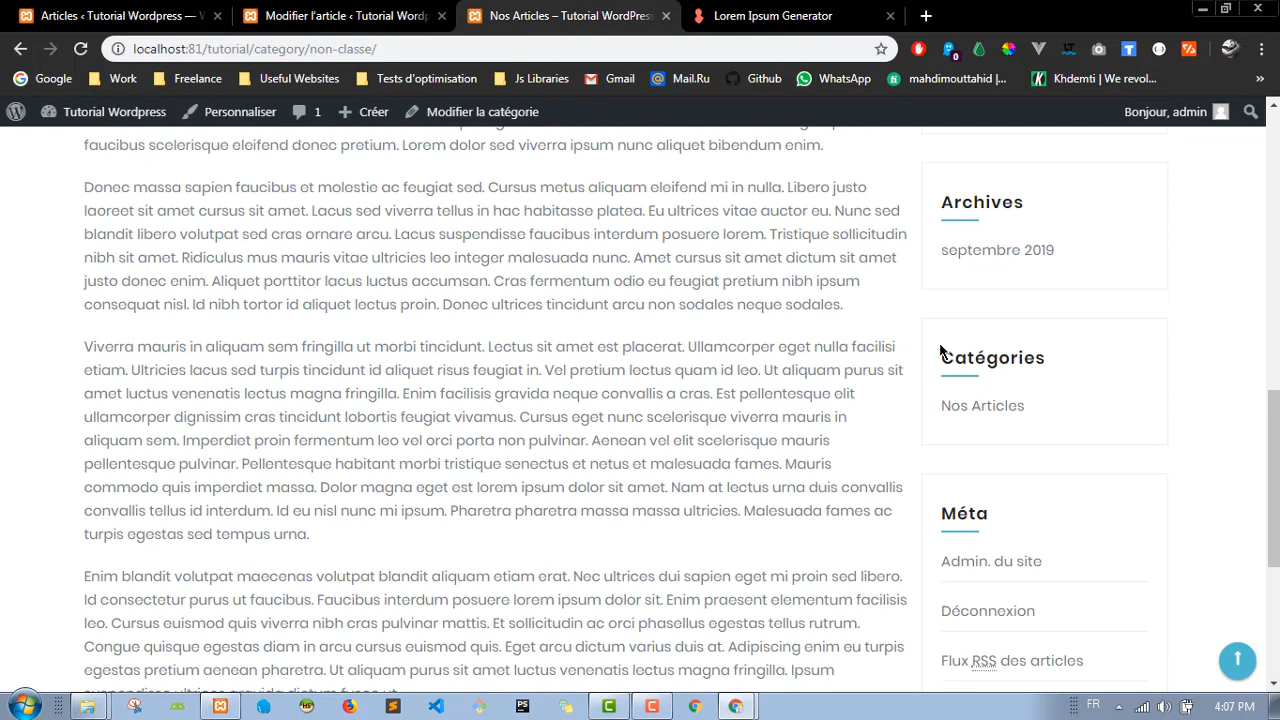 Articles ‹ Tutorial Wordpress —
Modifier l'article ‹ Tutorial Wordp
Nos Articles – Tutorial WordPress
Lorem Ipsum Generator
localhost:81/tutorial/category/non-classe/
0
Google
Work
Freelance
Useful Websites
Tests d'optimisation
Js Libraries
Gmail
Mail.Ru
Github
WhatsApp
mahdimouttahid |...
Khdemti | We revol...
»
Tutorial Wordpress
Personnaliser
1
Créer
Modifier la catégorie
Bonjour, admin
faucibus scelerisque eleifend donec pretium. Lorem dolor sed viverra ipsum nunc aliquet bibendum enim.
Donec massa sapien faucibus et molestie ac feugiat sed. Cursus metus aliquam eleifend mi in nulla. Libero justo
laoreet sit amet cursus sit amet. Lacus sed viverra tellus in hac habitasse platea. Eu ultrices vitae auctor eu. Nunc sed
blandit libero volutpat sed cras ornare arcu. Lacus suspendisse faucibus interdum posuere lorem. Tristique sollicitudin
nibh sit amet. Ridiculus mus mauris vitae ultricies leo integer malesuada nunc. Amet cursus sit amet dictum sit amet
justo donec enim. Aliquet porttitor lacus luctus accumsan. Cras fermentum odio eu feugiat pretium nibh ipsum
consequat nisl. Id nibh tortor id aliquet lectus proin. Donec ultrices tincidunt arcu non sodales neque sodales.
Viverra mauris in aliquam sem fringilla ut morbi tincidunt. Lectus sit amet est placerat. Ullamcorper eget nulla facilisi
etiam. Ultricies lacus sed turpis tincidunt id aliquet risus feugiat in. Vel pretium lectus quam id leo. Ut aliquam purus sit
amet luctus venenatis lectus magna fringilla. Enim facilisis gravida neque convallis a cras. Est pellentesque elit
ullamcorper dignissim cras tincidunt lobortis feugiat vivamus. Cursus eget nunc scelerisque viverra mauris in
aliquam sem. Imperdiet proin fermentum leo vel orci porta non pulvinar. Aenean vel elit scelerisque mauris
pellentesque pulvinar. Pellentesque habitant morbi tristique senectus et netus et malesuada fames. Mauris
commodo quis imperdiet massa. Dolor magna eget est lorem ipsum dolor sit amet. Nam at lectus urna duis convallis
convallis tellus id interdum. Id eu nisl nunc mi ipsum. Pharetra pharetra massa massa ultricies. Malesuada fames ac
turpis egestas sed tempus urna.
Enim blandit volutpat maecenas volutpat blandit aliquam etiam erat. Nec ultrices dui sapien eget mi proin sed libero.
Id consectetur purus ut faucibus. Faucibus interdum posuere lorem ipsum dolor sit. Enim praesent elementum facilisis
leo. Cursus euismod quis viverra nibh cras pulvinar mattis. Et sollicitudin ac orci phasellus egestas tellus rutrum.
Congue quisque egestas diam in arcu cursus euismod quis. Eget arcu dictum varius duis at. Adipiscing enim eu turpis
egestas pretium aenean pharetra. Ut aliquam purus sit amet luctus venenatis lectus magna fringilla. Ipsum
Archives
septembre 2019
Catégories
Nos Articles
Méta
Admin. du site
Déconnexion
Flux RSS des articles
FR
4:07 PM